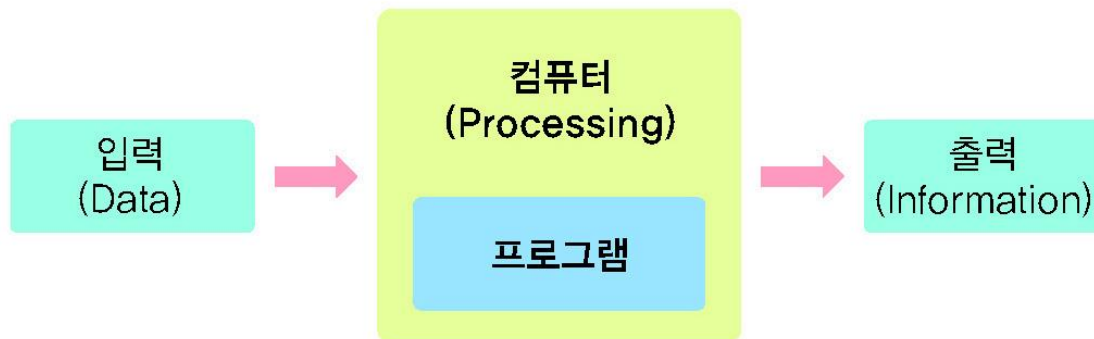 입력
(Data)
컴퓨터
(Processing)
프로그램
출력
(Information)